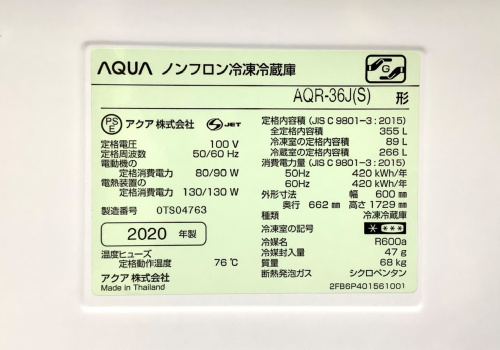 AQUA ノンフロン冷凍冷蔵庫
G
AQR-36J(S) 形
PSE アクア株式会社 S JET
定格電圧 100 V
定格周波数 50/60 Hz
電動機の
定格消費電力 80/90 W
電熱装置の
定格消費電力 130/130 W
製造番号 0TS04763
2020 年製
温度ヒューズ
定格動作温度 76℃
アクア株式会社
Made in Thailand
定格内容積 (JIS C 9801-3:2015)
全定格内容積 355 L
冷凍室の定格内容積 89 L
冷蔵室の定格内容積 266 L
消費電力量 (JIS C 9801-3:2015)
50Hz 420 kWh/年
60Hz 420 kWh/年
外形寸法 幅 600 mm
奥行 662 mm 高さ 1729 mm
種類 冷凍冷蔵庫
冷凍室の記号 * ***
冷媒名 R600a
冷媒封入量 47 g
質量 68 kg
断熱発泡ガス シクロペンタン
2FB6P401561001